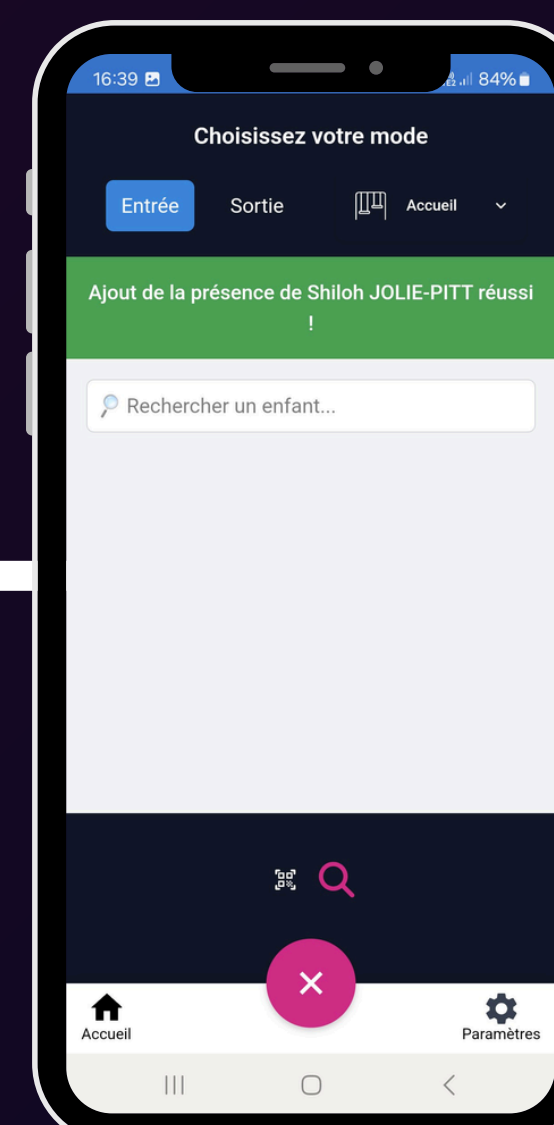 16:39
84%
Choisissez votre mode
Entrée Sortie Accueil
Ajout de la présence de Shiloh JOLIE-PITT réussi
!
Rechercher un enfant...
Accueil Paramètres